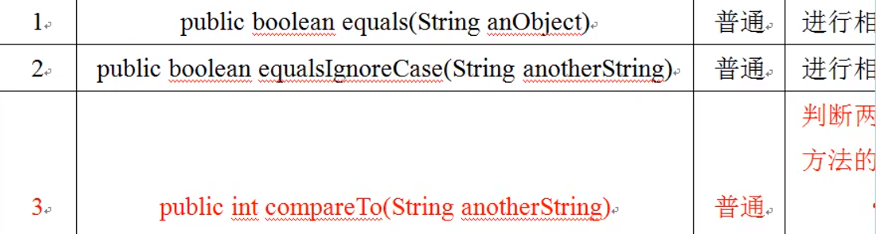 1 public boolean equals(String anObject) 普通 进行相
2 public boolean equalsIgnoreCase(String anotherString) 普通 进行相
判断两
方法的
3 public int compareTo(String anotherString) 普通